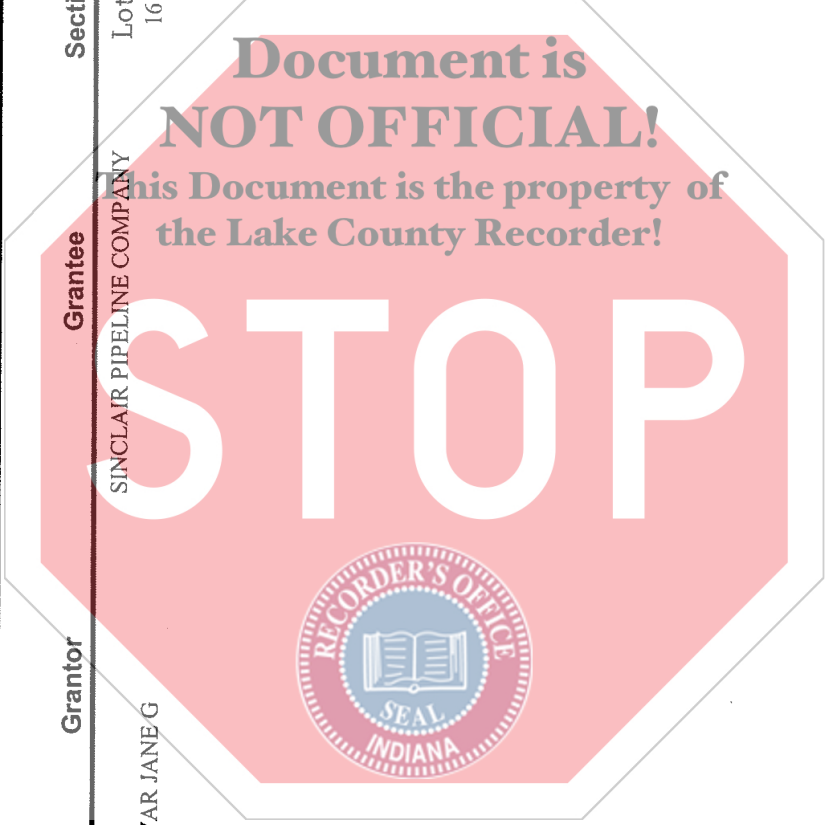 Document is
NOT OFFICIAL!
This Document is the property of
the Lake County Recorder!
STOP
RECORDER'S OFFICE
SEAL
INDIANA
Grantor
Grantee
JANE G
SINCLAIR PIPELINE COMPANY
Lot
16